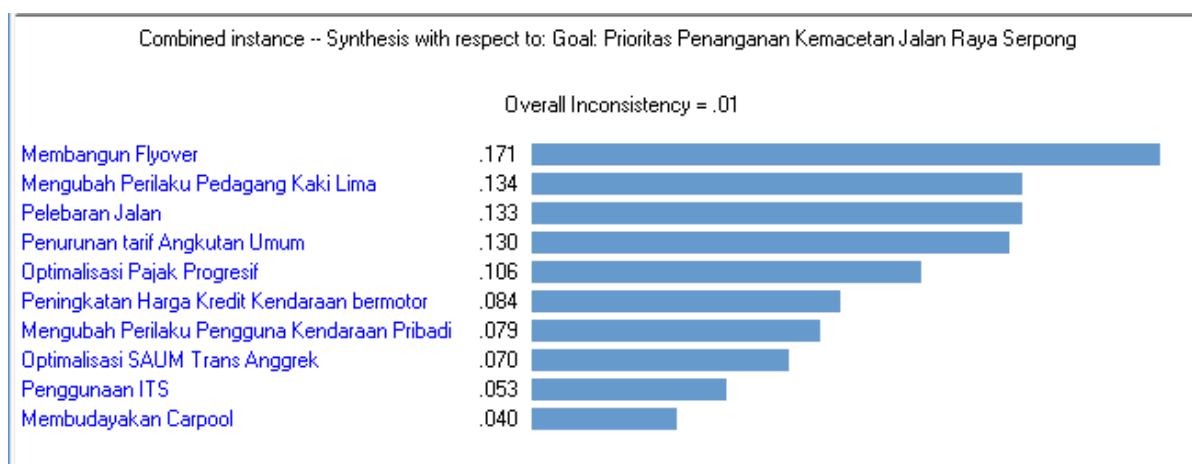 Combined instance -- Synthesis with respect to: Goal: Prioritas Penanganan Kemacetan Jalan Raya Serpong
Overall Inconsistency = .01
Membangun Flyover .171
Mengubah Perilaku Pedagang Kaki Lima .134
Pelebaran Jalan .133
Penurunan tarif Angkutan Umum .130
Optimalisasi Pajak Progresif .106
Peningkatan Harga Kredit Kendaraan bermotor .084
Mengubah Perilaku Pengguna Kendaraan Pribadi .079
Optimalisasi SAUM Trans Anggrek .070
Penggunaan ITS .053
Membudayakan Carpool .040